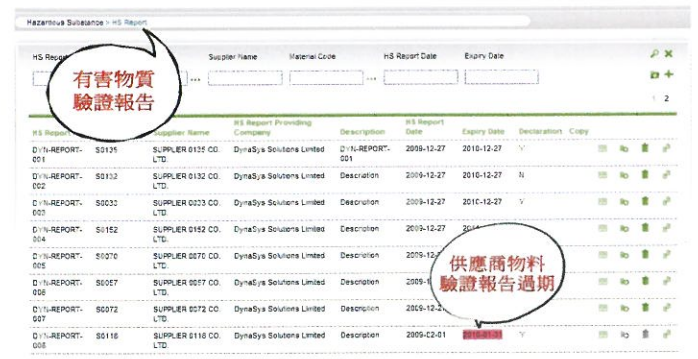 Hazardous Substance > HS Report
HS Report Supplier Name Material Code HS Report Date Expiry Date
... ...
有害物質
驗證報告
1 2
HS Report Supplier Name HS Report Providing Company Description HS Report Date Expiry Date Declaration Copy
DYN-REPORT-001 S0135 SUPPLIER 0135 CO. LTD. DynaSys Solutions Limited DYN-REPORT-001 2009-12-27 2010-12-27 Y
DYN-REPORT-002 S0132 SUPPLIER 0132 CO. LTD. DynaSys Solutions Limited Description 2009-12-27 2010-12-27 N
DYN-REPORT-003 S0033 SUPPLIER 0033 CO. LTD. DynaSys Solutions Limited Description 2009-12-27 2010-12-27 Y
DYN-REPORT-004 S0152 SUPPLIER 0152 CO. LTD. DynaSys Solutions Limited Description 2009-12-27
DYN-REPORT-005 S0070 SUPPLIER 0070 CO. LTD. DynaSys Solutions Limited Description
DYN-REPORT-006 S0057 SUPPLIER 0057 CO. LTD. DynaSys Solutions Limited Description
DYN-REPORT-007 S0072 SUPPLIER 0072 CO. LTD. DynaSys Solutions Limited Description
供應商物料
驗證報告過期
DYN-REPORT-008 S0116 SUPPLIER 0116 CO. LTD. DynaSys Solutions Limited Description 2009-02-01 2010-01-31 Y